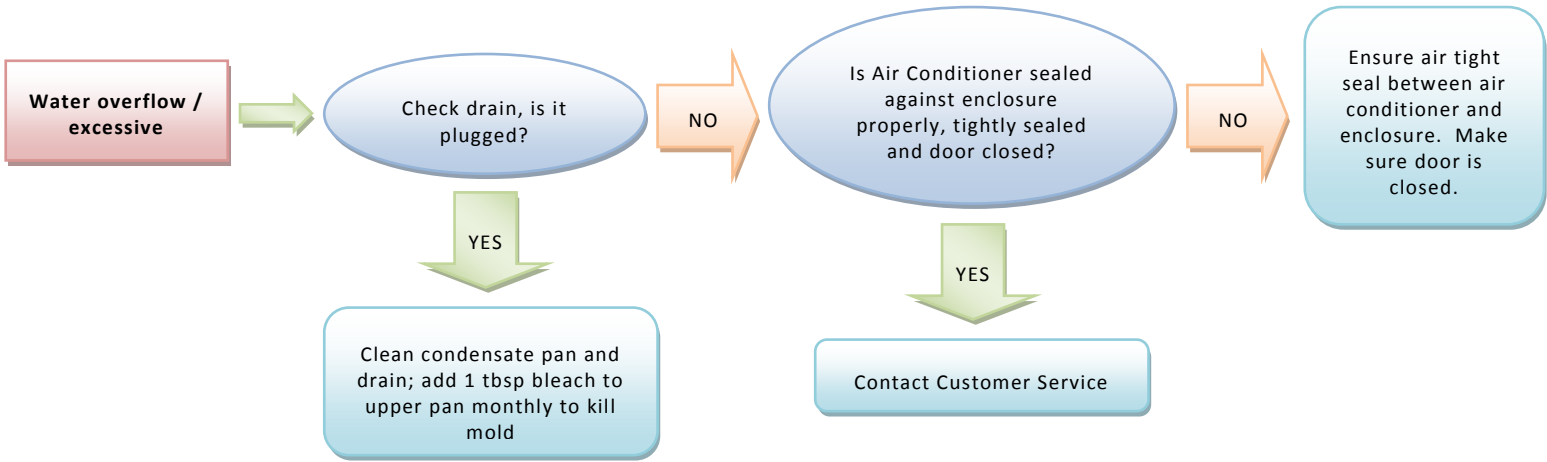 Water overflow /
excessive
Check drain, is it
plugged?
NO
Is Air Conditioner sealed
against enclosure
properly, tightly sealed
and door closed?
NO
Ensure air tight
seal between air
conditioner and
enclosure. Make
sure door is
closed.
YES
Clean condensate pan and
drain; add 1 tbsp bleach to
upper pan monthly to kill
mold
YES
Contact Customer Service